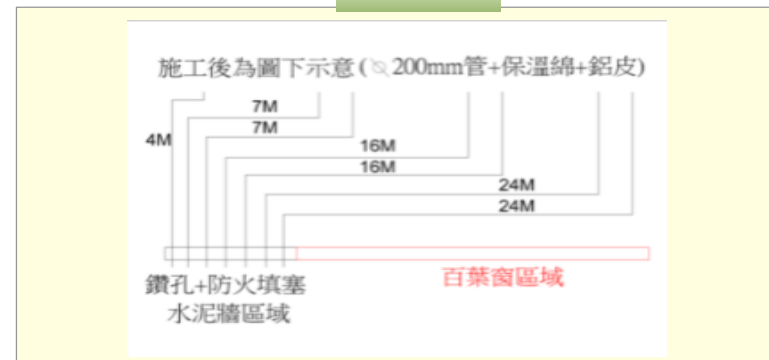 施工後為圖下示意(⦰200mm管+保溫綿+鋁皮)
7M
7M
4M
16M
16M
24M
24M
鑽孔+防火填塞
水泥牆區域
百葉窗區域